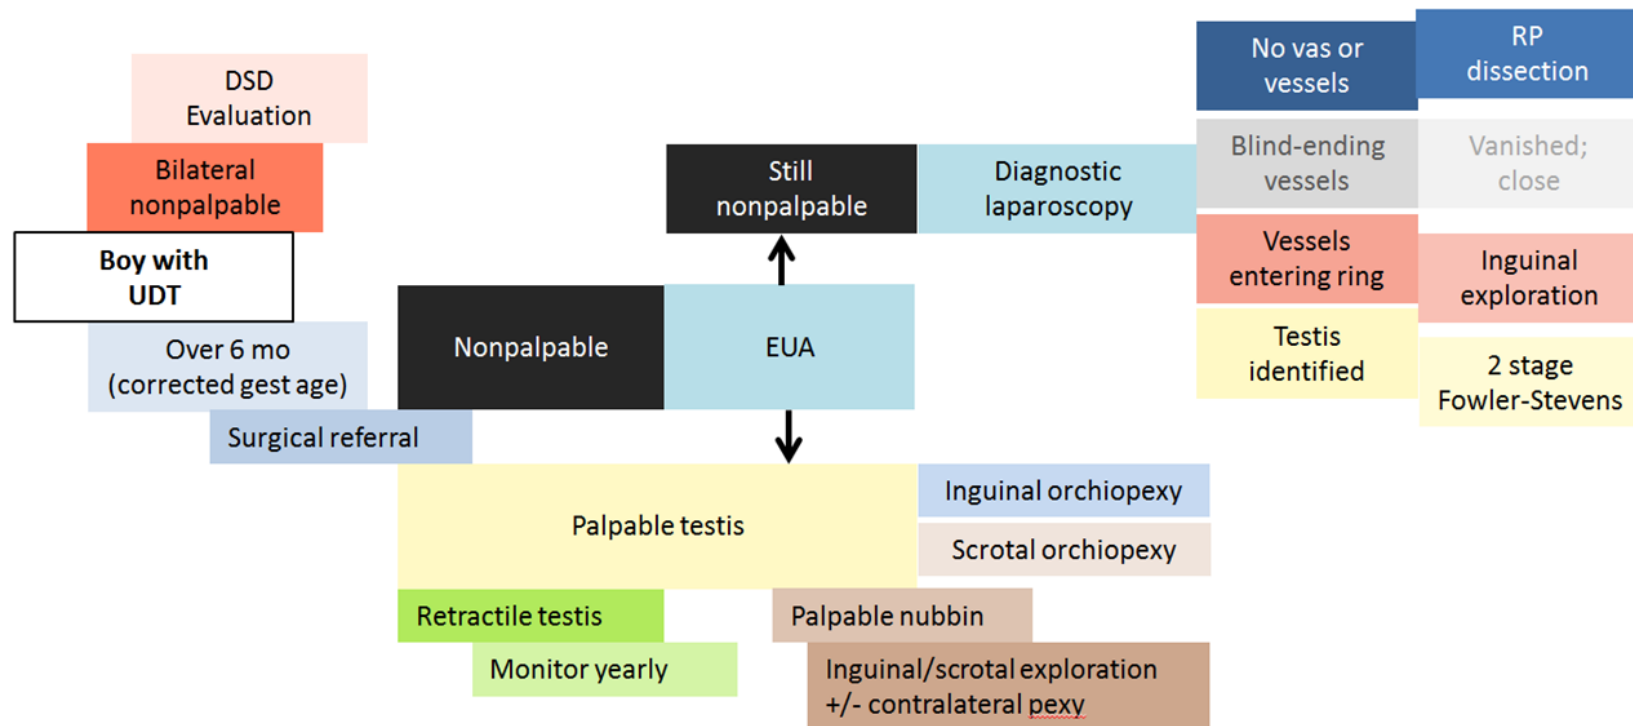 DSD
Evaluation
Bilateral
nonpalpable
Boy with
UDT
Over 6 mo
(corrected gest age)
Surgical referral
Nonpalpable
EUA
Still
nonpalpable
Diagnostic
laparoscopy
No vas or
vessels
RP
dissection
Blind-ending
vessels
Vanished;
close
Vessels
entering ring
Inguinal
exploration
Testis
identified
2 stage
Fowler-Stevens
Palpable testis
Inguinal orchiopexy
Scrotal orchiopexy
Retractile testis
Monitor yearly
Palpable nubbin
Inguinal/scrotal exploration
+/- contralateral pexy